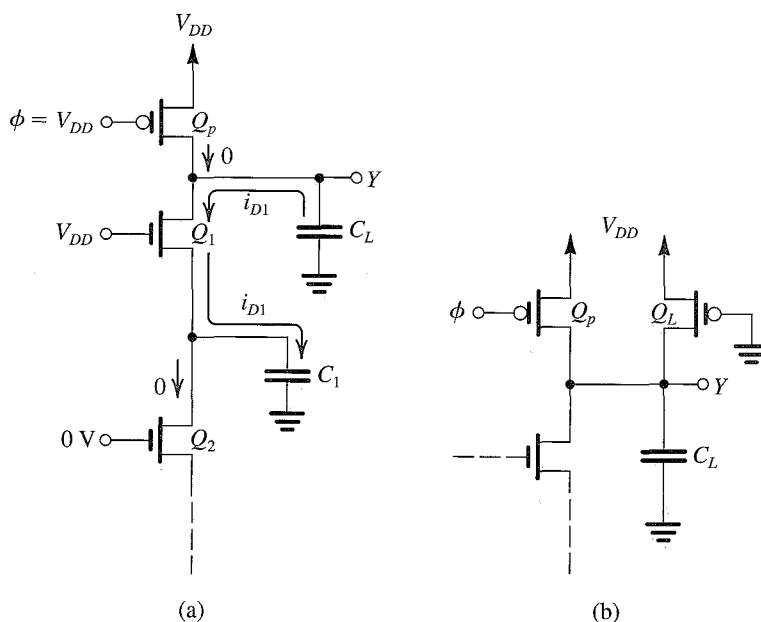 V_DD
φ = V_DD
Q_p
0
Y
i_D1
V_DD
Q_1
C_L
i_D1
0
C_1
0 V
Q_2
(a)
V_DD
φ
Q_p
Q_L
Y
C_L
(b)